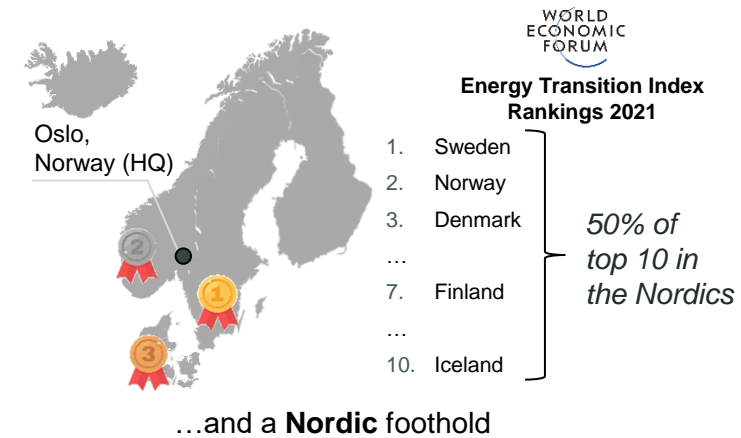 WORLD
ECONOMIC
FORUM
Energy Transition Index
Rankings 2021
Oslo,
Norway (HQ)
1. Sweden
2. Norway
3. Denmark
…
7. Finland
…
10. Iceland
50% of
top 10 in
the Nordics
2
1
3
…and a Nordic foothold